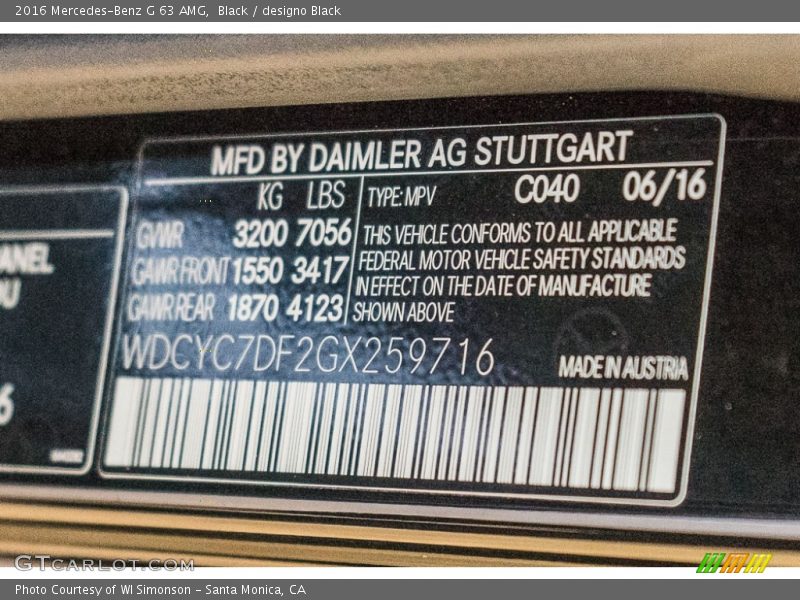 2016 Mercedes-Benz G 63 AMG,  Black / designo Black
MFD BY DAIMLER AG STUTTGART
KG LBS
TYPE: MPV C040 06/16
GVWR 3200 7056
GAWR FRONT 1550 3417
GAWR REAR 1870 4123
THIS VEHICLE CONFORMS TO ALL APPLICABLE
FEDERAL MOTOR VEHICLE SAFETY STANDARDS
IN EFFECT ON THE DATE OF MANUFACTURE
SHOWN ABOVE
WDCYC7DF2GX259716
MADE IN AUSTRIA
GTcarlot.com
Photo Courtesy of WI Simonson - Santa Monica, CA